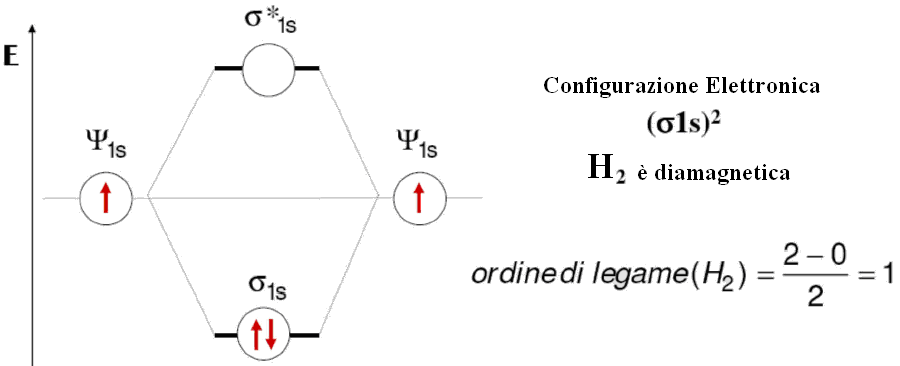 σ*1s
E
Ψ1s
Ψ1s
σ1s
Configurazione Elettronica
(σ1s)²
H₂ è diamagnetica
ordine di legame(H₂) = (2 − 0)/2 = 1